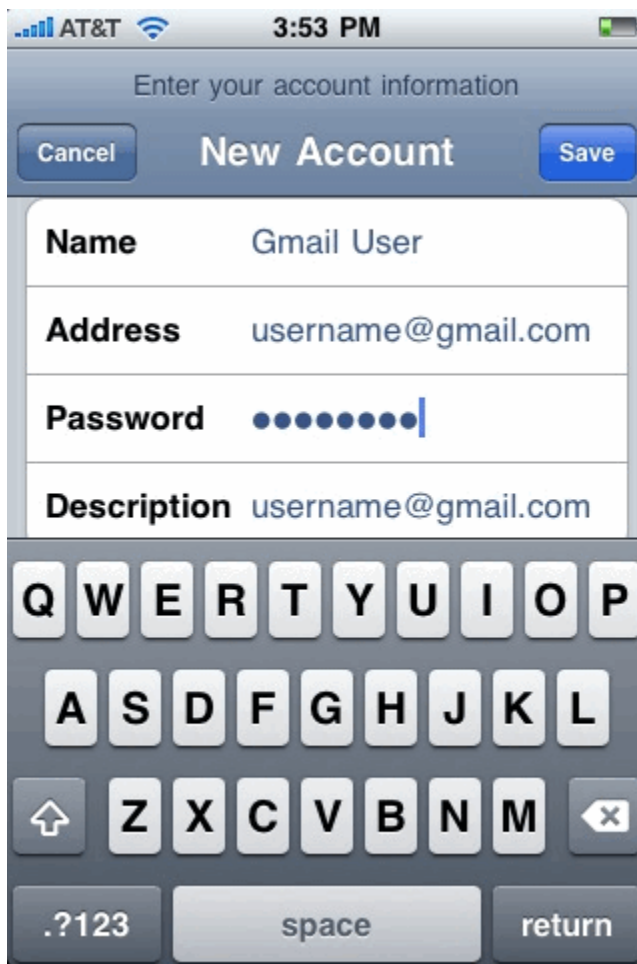 AT&T 3:53 PM
Enter your account information
Cancel New Account Save
Name Gmail User
Address username@gmail.com
Password ●●●●●●●●
Description username@gmail.com
Q W E R T Y U I O P
A S D F G H J K L
Z X C V B N M
.?123 space return